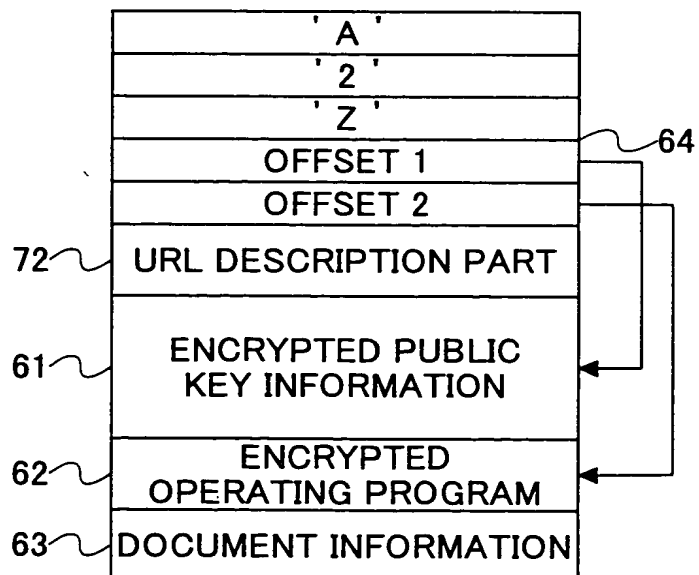 'A'
'2'
'Z'
64
OFFSET 1
OFFSET 2
72
URL DESCRIPTION PART
61
ENCRYPTED PUBLIC
KEY INFORMATION
62
ENCRYPTED
OPERATING PROGRAM
63
DOCUMENT INFORMATION